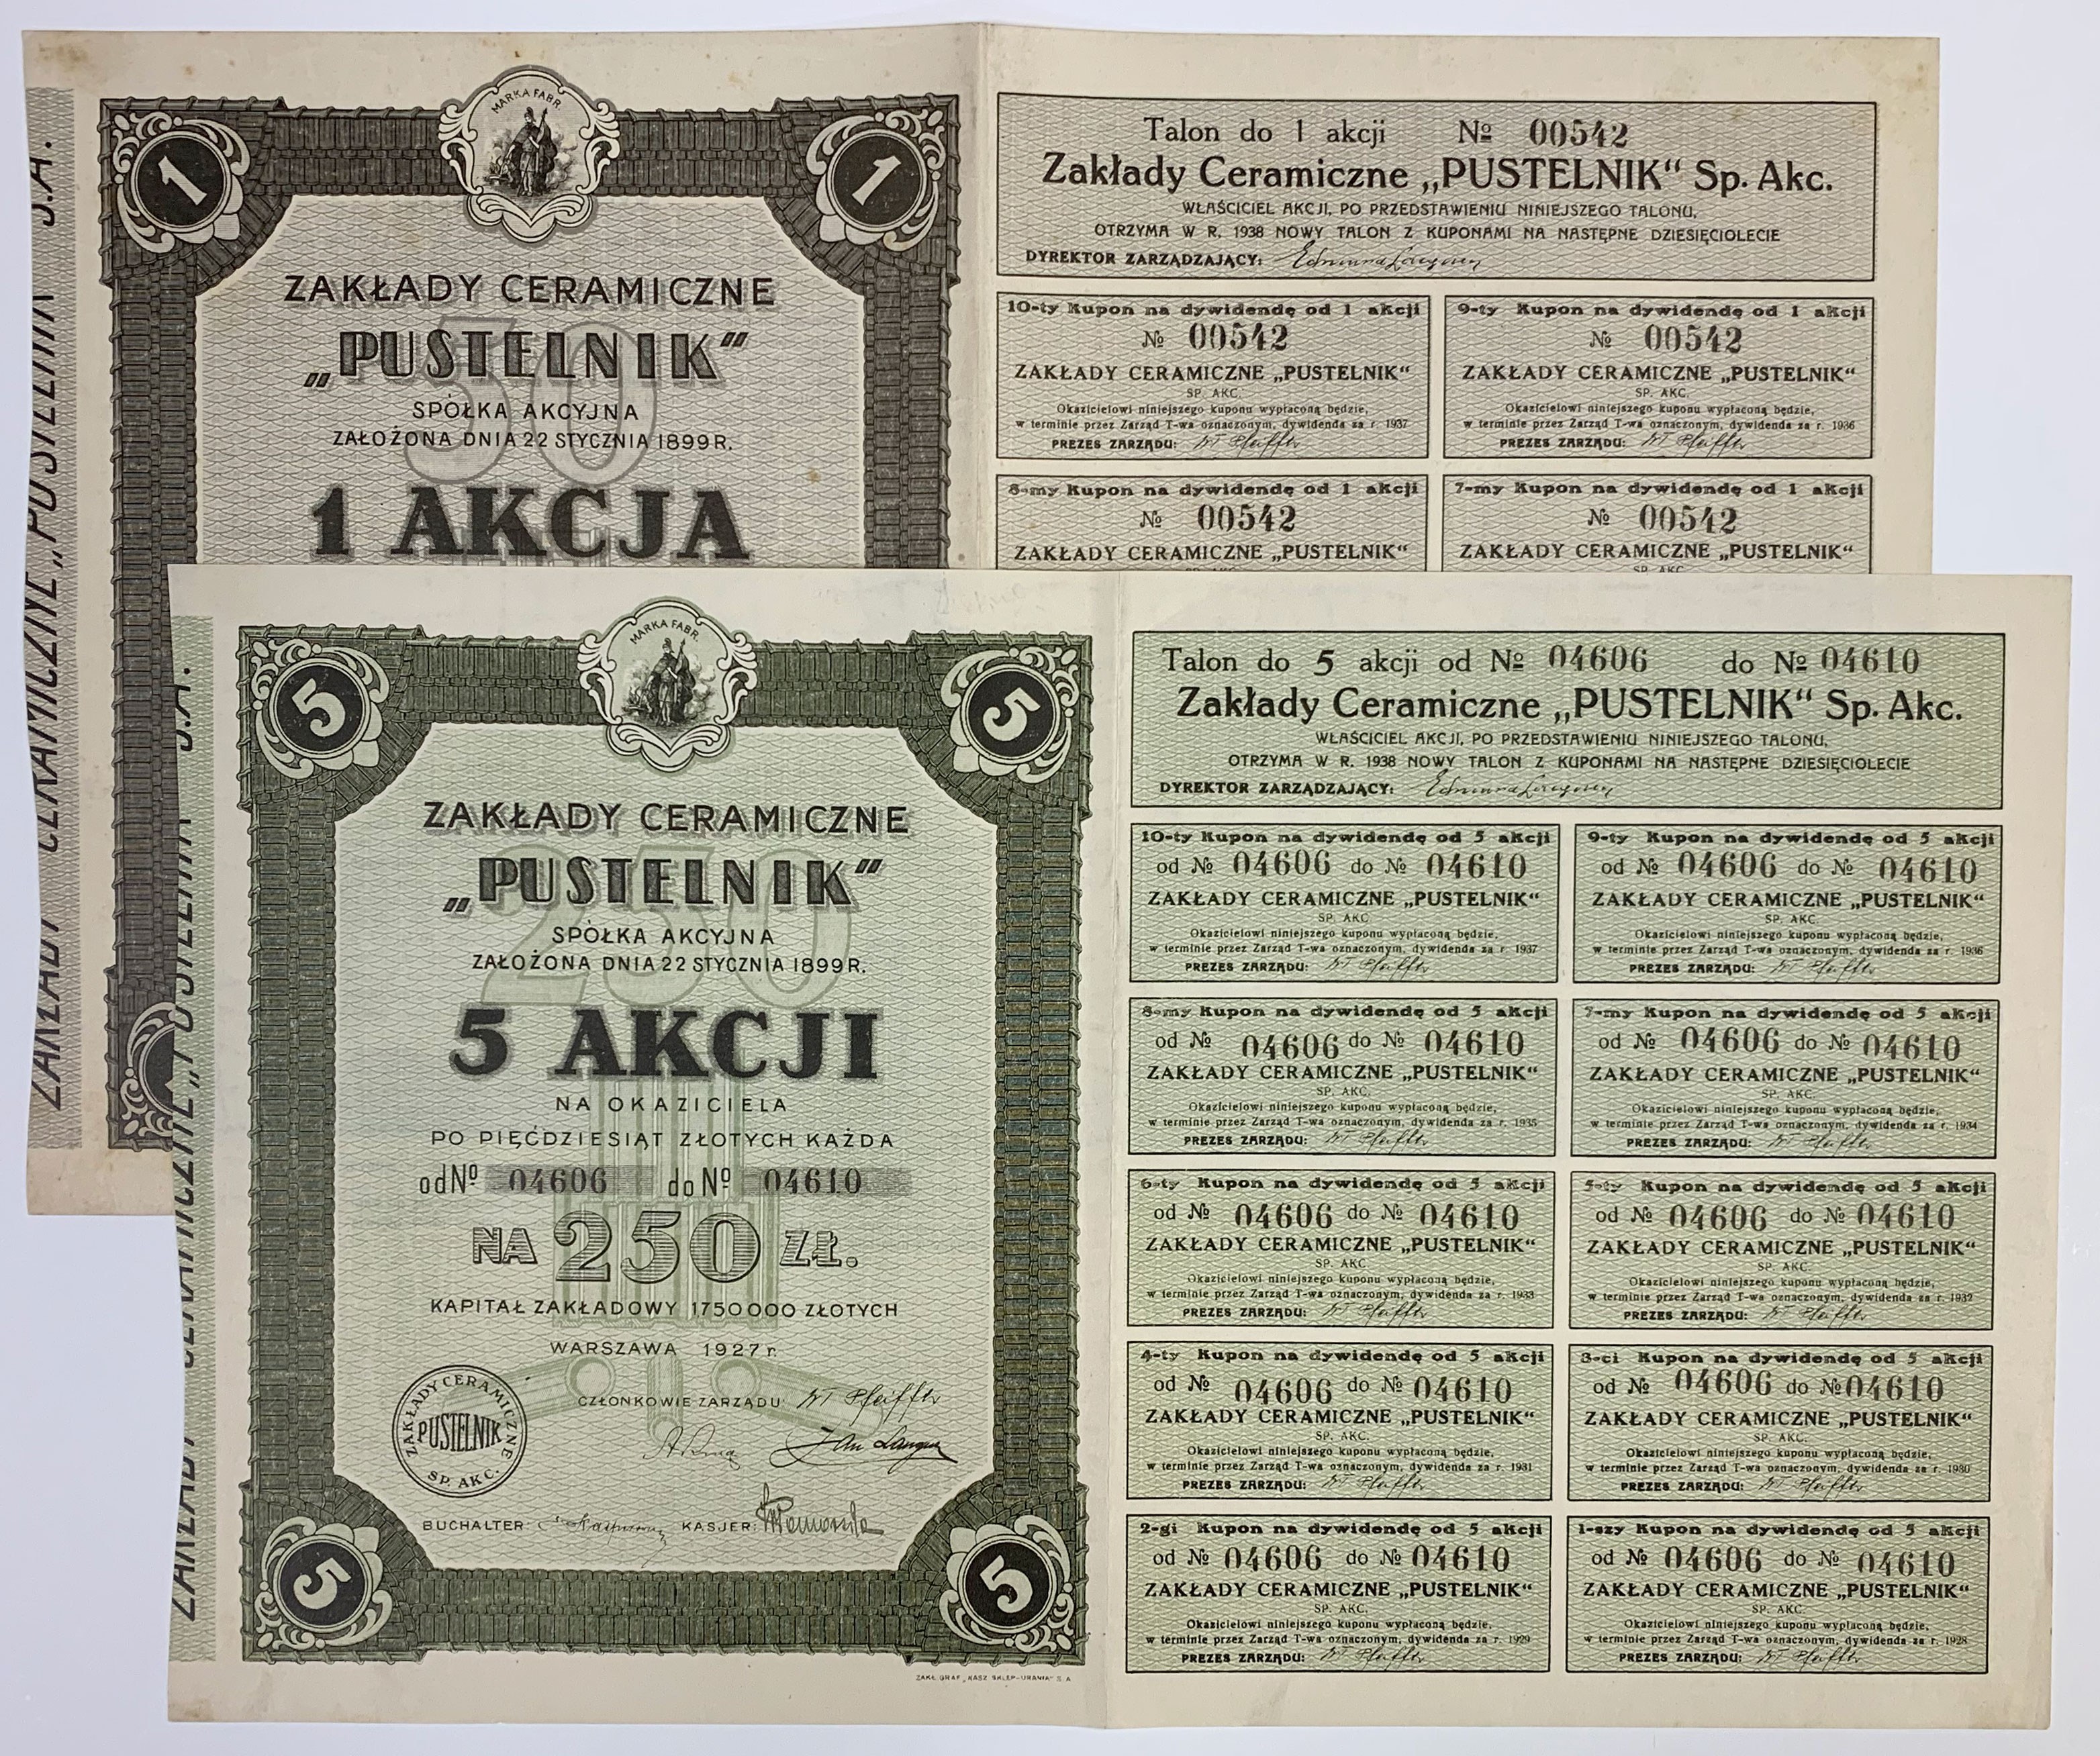 ZAKŁADY CERAMICZNE „PUSTELNIK S.A.
MARKA FABR.
1
1
50
ZAKŁADY CERAMICZNE
„PUSTELNIK"
SPÓŁKA AKCYJNA
ZAŁOŻONA DNIA 22 STYCZNIA 1899 R.
1 AKCJA
Talon do 1 akcji № 00542
Zakłady Ceramiczne „PUSTELNIK“ Sp. Akc.
WŁAŚCICIEL AKCJI, PO PRZEDSTAWIENIU NINIEJSZEGO TALONU,
OTRZYMA W R. 1938 NOWY TALON Z KUPONAMI NA NASTĘPNE DZIESIĘCIOLECIE
DYREKTOR ZARZĄDZAJĄCY:
10-ty Kupon na dywidendę od 1 akcji
№ 00542
ZAKŁADY CERAMICZNE „PUSTELNIK“
SP. AKC.
Okazicielowi niniejszego kuponu wypłaconą będzie,
w terminie przez Zarząd T-wa oznaczonym, dywidenda za r. 1937
PREZES ZARZĄDU: Pfeiffer
9-ty Kupon na dywidendę od 1 akcji
№ 00542
ZAKŁADY CERAMICZNE „PUSTELNIK“
SP. AKC.
Okazicielowi niniejszego kuponu wypłaconą będzie,
w terminie przez Zarząd T-wa oznaczonym, dywidenda za r. 1936
PREZES ZARZĄDU: Pfeiffer
8-my Kupon na dywidendę od 1 akcji
№ 00542
ZAKŁADY CERAMICZNE „PUSTELNIK“
SP. AKC.
7-my Kupon na dywidendę od 1 akcji
№ 00542
ZAKŁADY CERAMICZNE „PUSTELNIK“
SP. AKC.
MARKA FABR.
5
5
250
ZAKŁADY CERAMICZNE
„PUSTELNIK"
SPÓŁKA AKCYJNA
ZAŁOŻONA DNIA 22 STYCZNIA 1899 R.
5 AKCJI
NA OKAZICIELA
PO PIĘĆDZIESIĄT ZŁOTYCH KAŻDA
od № 04606 do № 04610
NA 250 ZŁ.
KAPITAŁ ZAKŁADOWY 1750000 ZŁOTYCH
WARSZAWA 1927 r.
CZŁONKOWIE ZARZĄDU: Pfeiffer
Jan
ZAKŁADY CERAMICZNE
PUSTELNIK
SP. AKC.
BUCHALTER: KASJER:
5
5
ZAKŁ. GRAF. „KASZ SKLEP-URANIA" S. A.
Talon do 5 akcji od № 04606 do № 04610
Zakłady Ceramiczne „PUSTELNIK“ Sp. Akc.
WŁAŚCICIEL AKCJI, PO PRZEDSTAWIENIU NINIEJSZEGO TALONU,
OTRZYMA W R. 1938 NOWY TALON Z KUPONAMI NA NASTĘPNE DZIESIĘCIOLECIE
DYREKTOR ZARZĄDZAJĄCY:
10-ty Kupon na dywidendę od 5 akcji
od № 04606 do № 04610
ZAKŁADY CERAMICZNE „PUSTELNIK“
SP. AKC.
Okazicielowi niniejszego kuponu wypłaconą będzie,
w terminie przez Zarząd T-wa oznaczonym, dywidenda za r. 1937
PREZES ZARZĄDU: Pfeiffer
9-ty Kupon na dywidendę od 5 akcji
od № 04606 do № 04610
ZAKŁADY CERAMICZNE „PUSTELNIK“
SP. AKC.
Okazicielowi niniejszego kuponu wypłaconą będzie,
w terminie przez Zarząd T-wa oznaczonym, dywidenda za r. 1936
PREZES ZARZĄDU: Pfeiffer
8-my Kupon na dywidendę od 5 akcji
od № 04606 do № 04610
ZAKŁADY CERAMICZNE „PUSTELNIK“
SP. AKC.
Okazicielowi niniejszego kuponu wypłaconą będzie,
w terminie przez Zarząd T-wa oznaczonym, dywidenda za r. 1935
PREZES ZARZĄDU: Pfeiffer
7-my Kupon na dywidendę od 5 akcji
od № 04606 do № 04610
ZAKŁADY CERAMICZNE „PUSTELNIK“
SP. AKC.
Okazicielowi niniejszego kuponu wypłaconą będzie,
w terminie przez Zarząd T-wa oznaczonym, dywidenda za r. 1934
PREZES ZARZĄDU: Pfeiffer
6-ty Kupon na dywidendę od 5 akcji
od № 04606 do № 04610
ZAKŁADY CERAMICZNE „PUSTELNIK“
SP. AKC.
Okazicielowi niniejszego kuponu wypłaconą będzie,
w terminie przez Zarząd T-wa oznaczonym, dywidenda za r. 1933
PREZES ZARZĄDU: Pfeiffer
5-ty Kupon na dywidendę od 5 akcji
od № 04606 do № 04610
ZAKŁADY CERAMICZNE „PUSTELNIK“
SP. AKC.
Okazicielowi niniejszego kuponu wypłaconą będzie,
w terminie przez Zarząd T-wa oznaczonym, dywidenda za r. 1932
PREZES ZARZĄDU: Pfeiffer
4-ty Kupon na dywidendę od 5 akcji
od № 04606 do № 04610
ZAKŁADY CERAMICZNE „PUSTELNIK“
SP. AKC.
Okazicielowi niniejszego kuponu wypłaconą będzie,
w terminie przez Zarząd T-wa oznaczonym, dywidenda za r. 1931
PREZES ZARZĄDU: Pfeiffer
3-ci Kupon na dywidendę od 5 akcji
od № 04606 do № 04610
ZAKŁADY CERAMICZNE „PUSTELNIK“
SP. AKC.
Okazicielowi niniejszego kuponu wypłaconą będzie,
w terminie przez Zarząd T-wa oznaczonym, dywidenda za r. 1930
PREZES ZARZĄDU: Pfeiffer
2-gi Kupon na dywidendę od 5 akcji
od № 04606 do № 04610
ZAKŁADY CERAMICZNE „PUSTELNIK“
SP. AKC.
Okazicielowi niniejszego kuponu wypłaconą będzie,
w terminie przez Zarząd T-wa oznaczonym, dywidenda za r. 1929
PREZES ZARZĄDU: Pfeiffer
1-szy Kupon na dywidendę od 5 akcji
od № 04606 do № 04610
ZAKŁADY CERAMICZNE „PUSTELNIK“
SP. AKC.
Okazicielowi niniejszego kuponu wypłaconą będzie,
w terminie przez Zarząd T-wa oznaczonym, dywidenda za r. 1928
PREZES ZARZĄDU: Pfeiffer